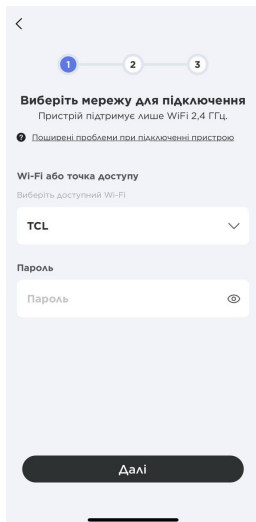 1 2 3
Виберіть мережу для підключення
Пристрій підтримує лише WiFi 2,4 ГГц.
? Поширені проблеми при підключенні пристрою
Wi-Fi або точка доступу
Виберіть доступний Wi-Fi
TCL
Пароль
Пароль
Далі